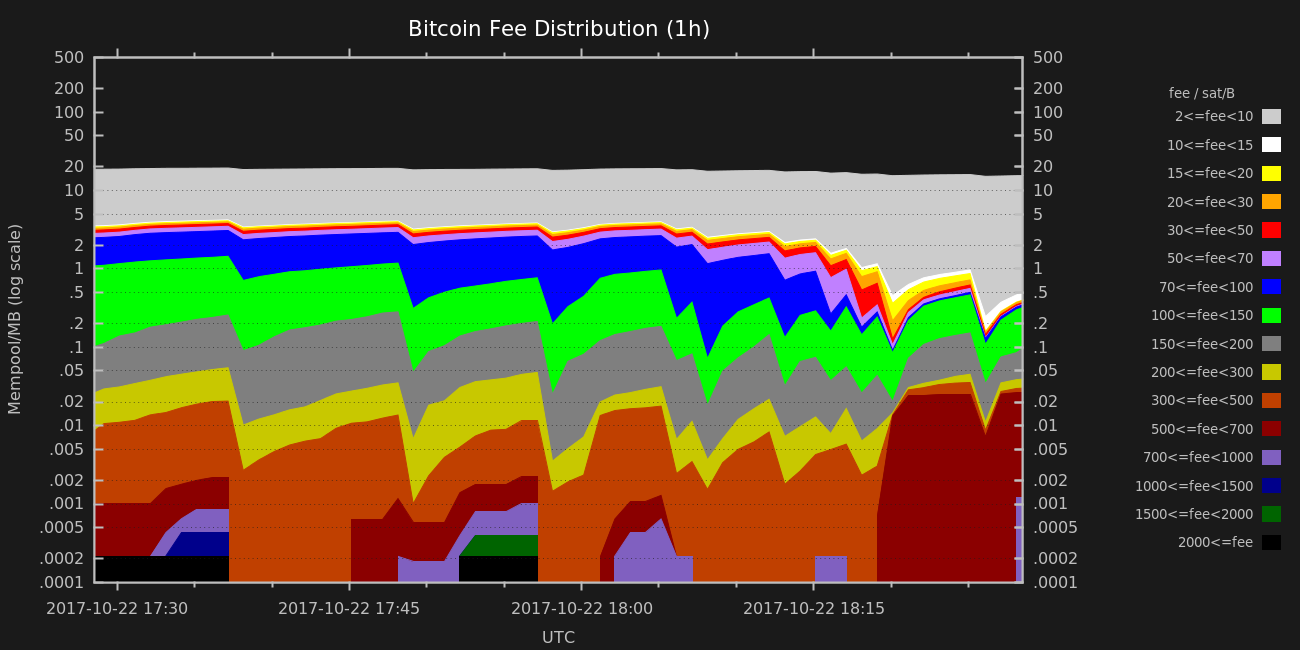 Bitcoin Fee Distribution (1h)
Mempool/MB (log scale)
500
200
100
50
20
10
5
2
1
.5
.2
.1
.05
.02
.01
.005
.002
.001
.0005
.0002
.0001
500
200
100
50
20
10
5
2
1
.5
.2
.1
.05
.02
.01
.005
.002
.001
.0005
.0002
.0001
2017-10-22 17:30
2017-10-22 17:45
2017-10-22 18:00
2017-10-22 18:15
UTC
fee / sat/B
2<=fee<10
10<=fee<15
15<=fee<20
20<=fee<30
30<=fee<50
50<=fee<70
70<=fee<100
100<=fee<150
150<=fee<200
200<=fee<300
300<=fee<500
500<=fee<700
700<=fee<1000
1000<=fee<1500
1500<=fee<2000
2000<=fee